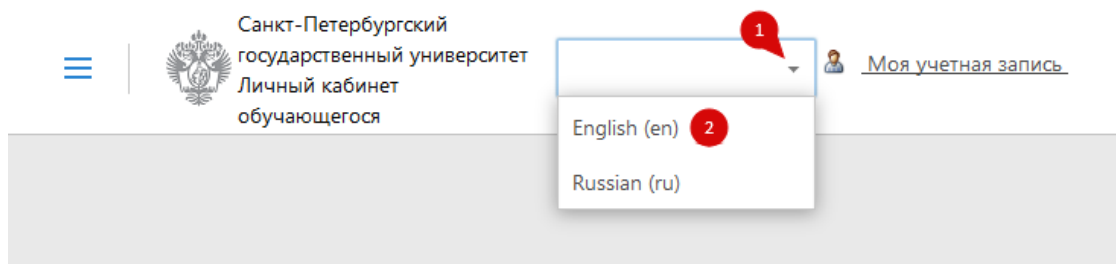 Санкт-Петербургский
государственный университет
Личный кабинет
обучающегося
1
Моя учетная запись
English (en) 2
Russian (ru)